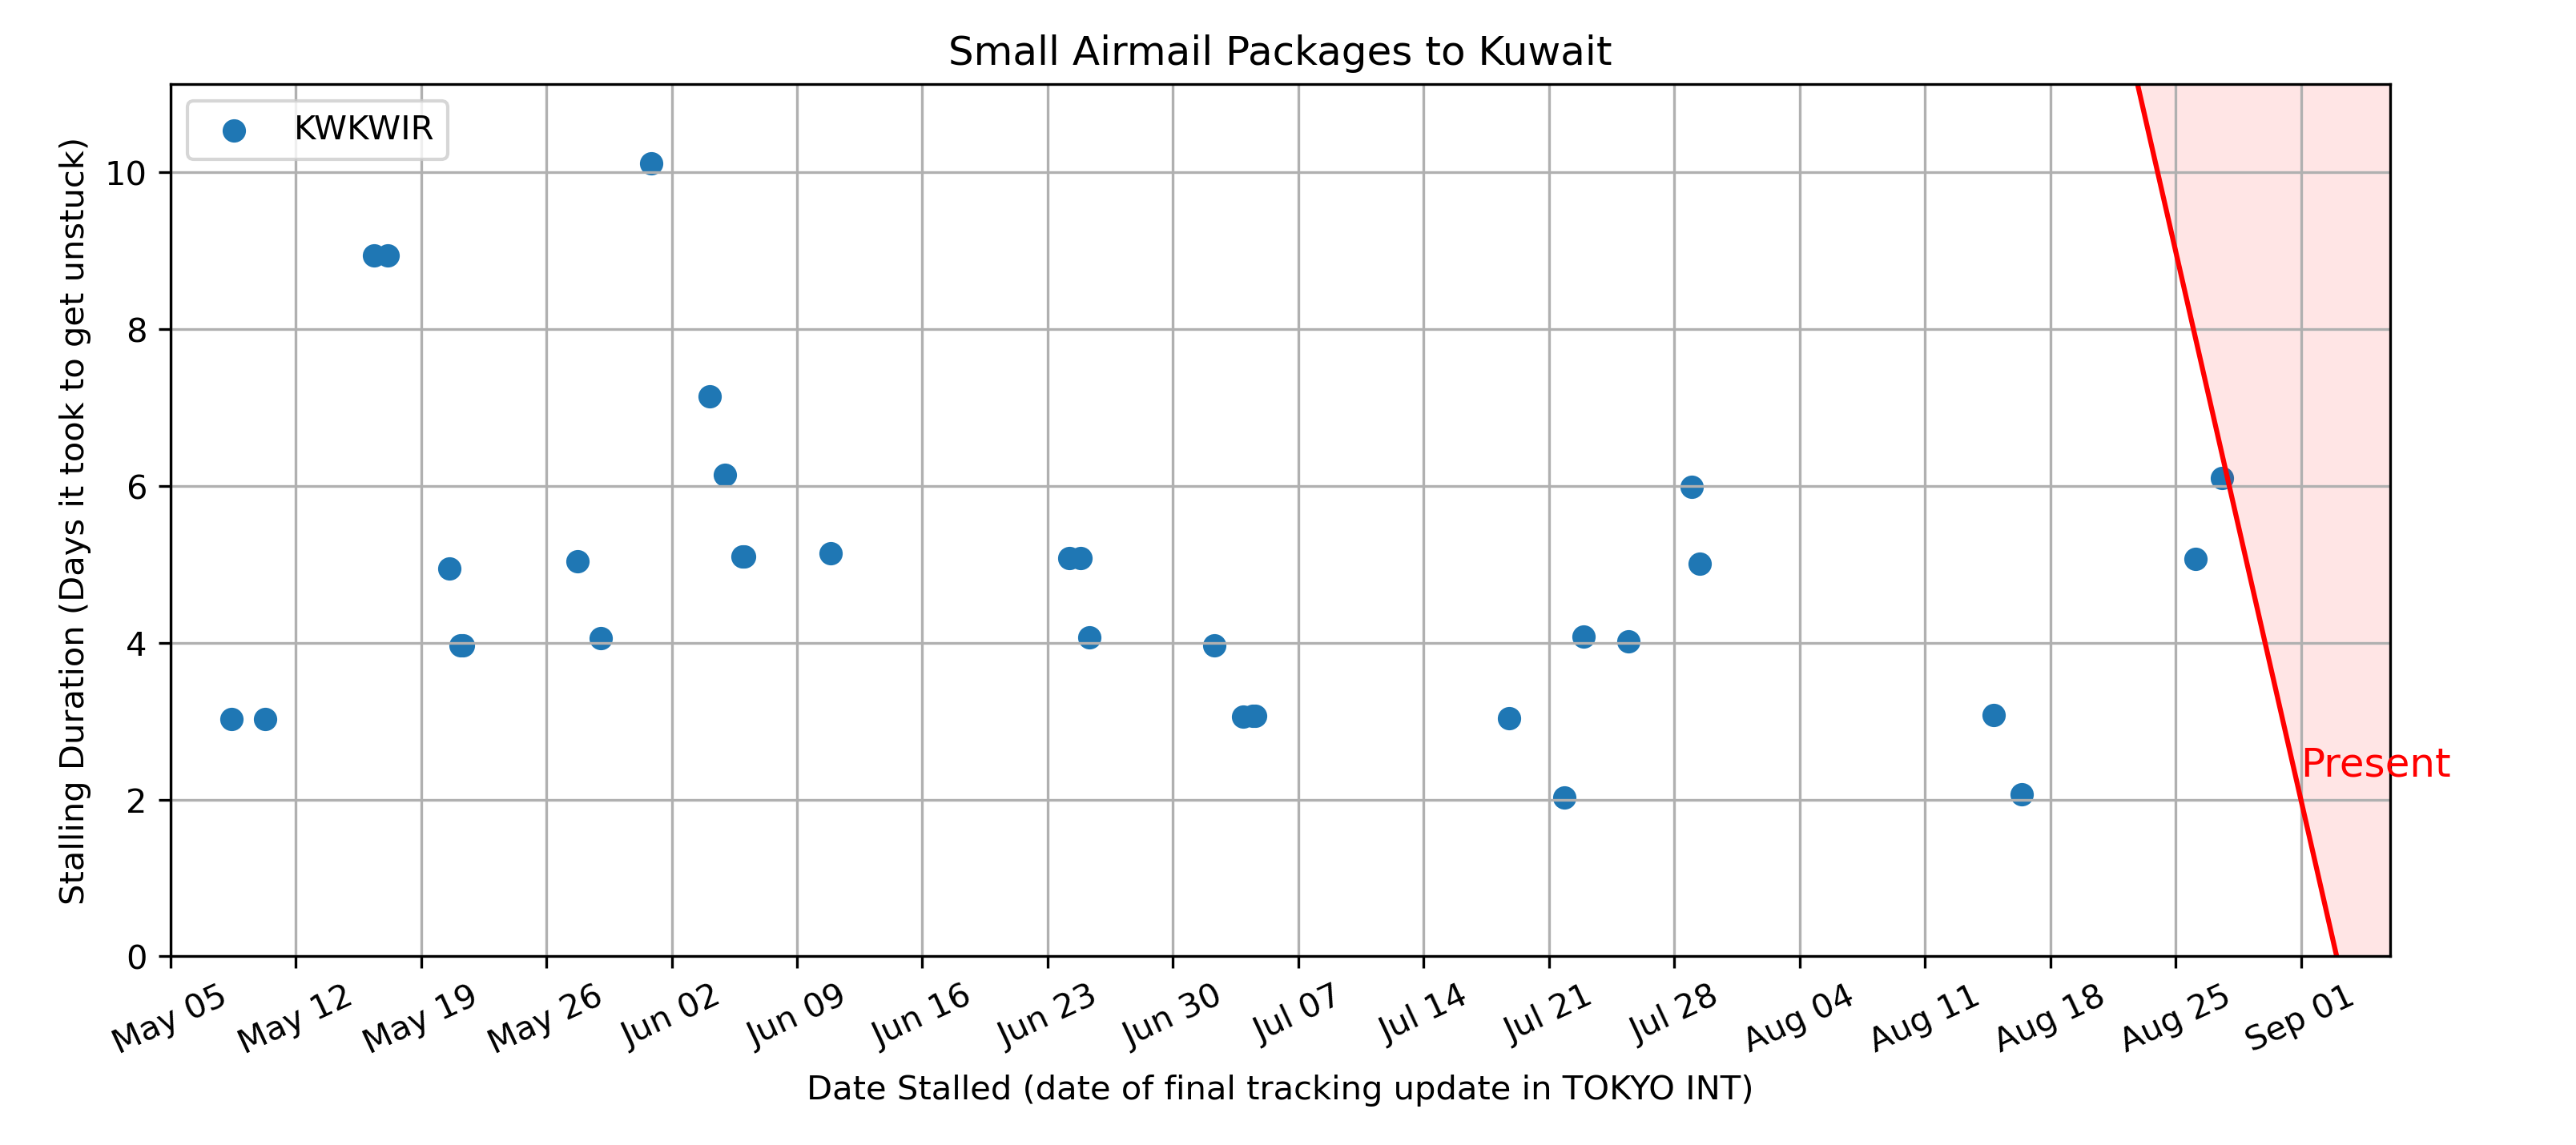 Small Airmail Packages to Kuwait
KWKWIR
Stalling Duration (Days it took to get unstuck)
10
8
6
4
2
0
Present
May 05
May 12
May 19
May 26
Jun 02
Jun 09
Jun 16
Jun 23
Jun 30
Jul 07
Jul 14
Jul 21
Jul 28
Aug 04
Aug 11
Aug 18
Aug 25
Sep 01
Date Stalled (date of final tracking update in TOKYO INT)